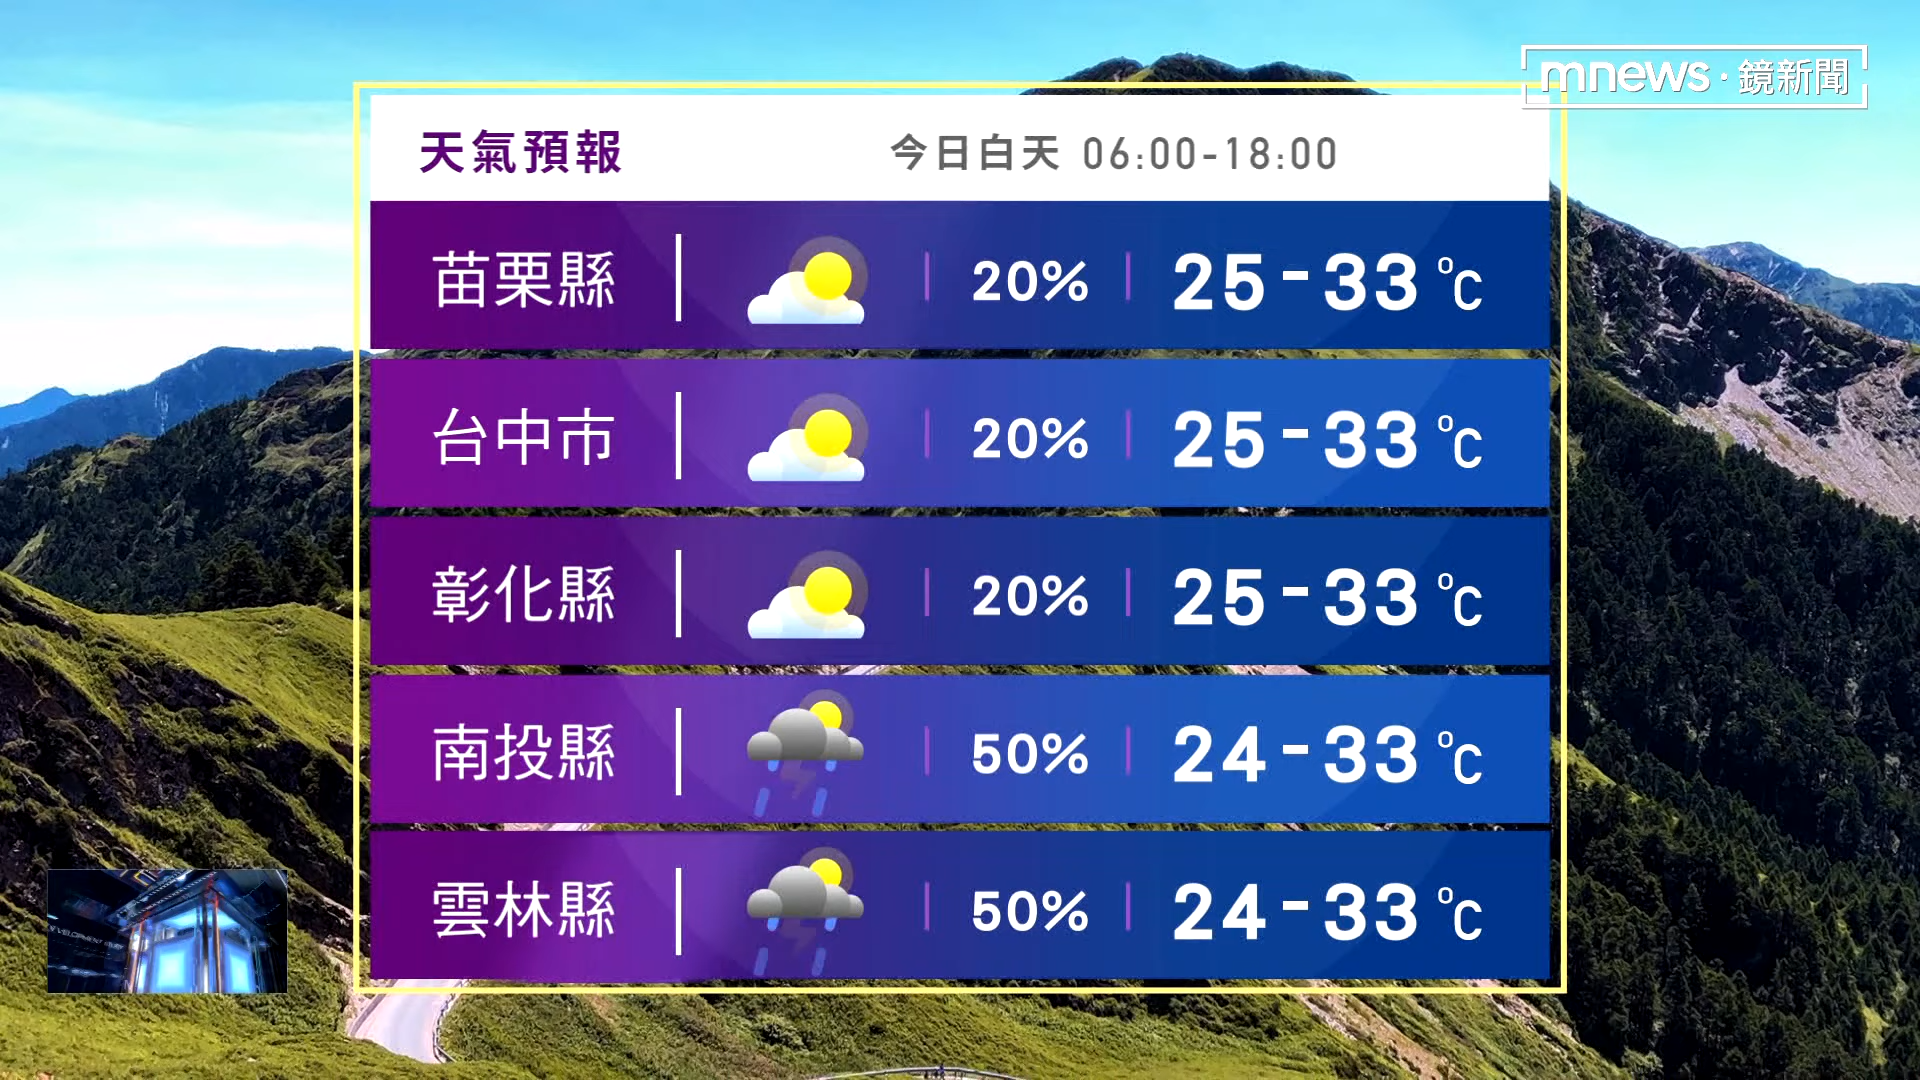 mnews·鏡新聞
天氣預報 今日白天 06:00-18:00
苗栗縣 20% 25-33 °C
台中市 20% 25-33 °C
彰化縣 20% 25-33 °C
南投縣 50% 24-33 °C
雲林縣 50% 24-33 °C